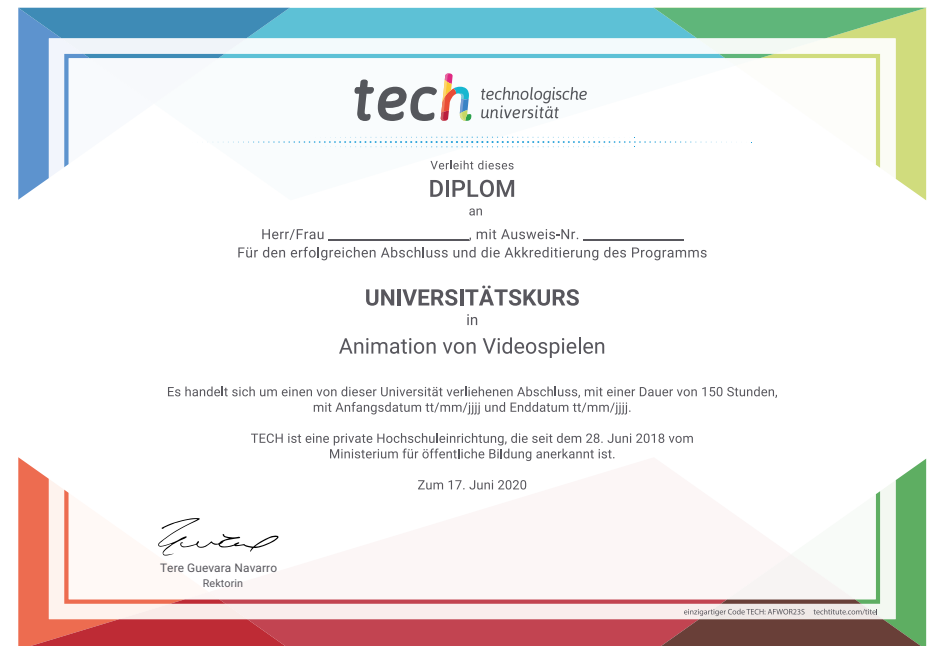 tech technologische
universität
Verleiht dieses
DIPLOM
an
Herr/Frau ____________, mit Ausweis-Nr. ____________
Für den erfolgreichen Abschluss und die Akkreditierung des Programms
UNIVERSITÄTSKURS
in
Animation von Videospielen
Es handelt sich um einen von dieser Universität verliehenen Abschluss, mit einer Dauer von 150 Stunden,
mit Anfangsdatum tt/mm/jjjj und Enddatum tt/mm/jjjj.
TECH ist eine private Hochschuleinrichtung, die seit dem 28. Juni 2018 vom
Ministerium für öffentliche Bildung anerkannt ist.
Zum 17. Juni 2020
Tere Guevara Navarro
Rektorin
einzigartiger Code TECH: AFWOR235 techtitute.com/titel